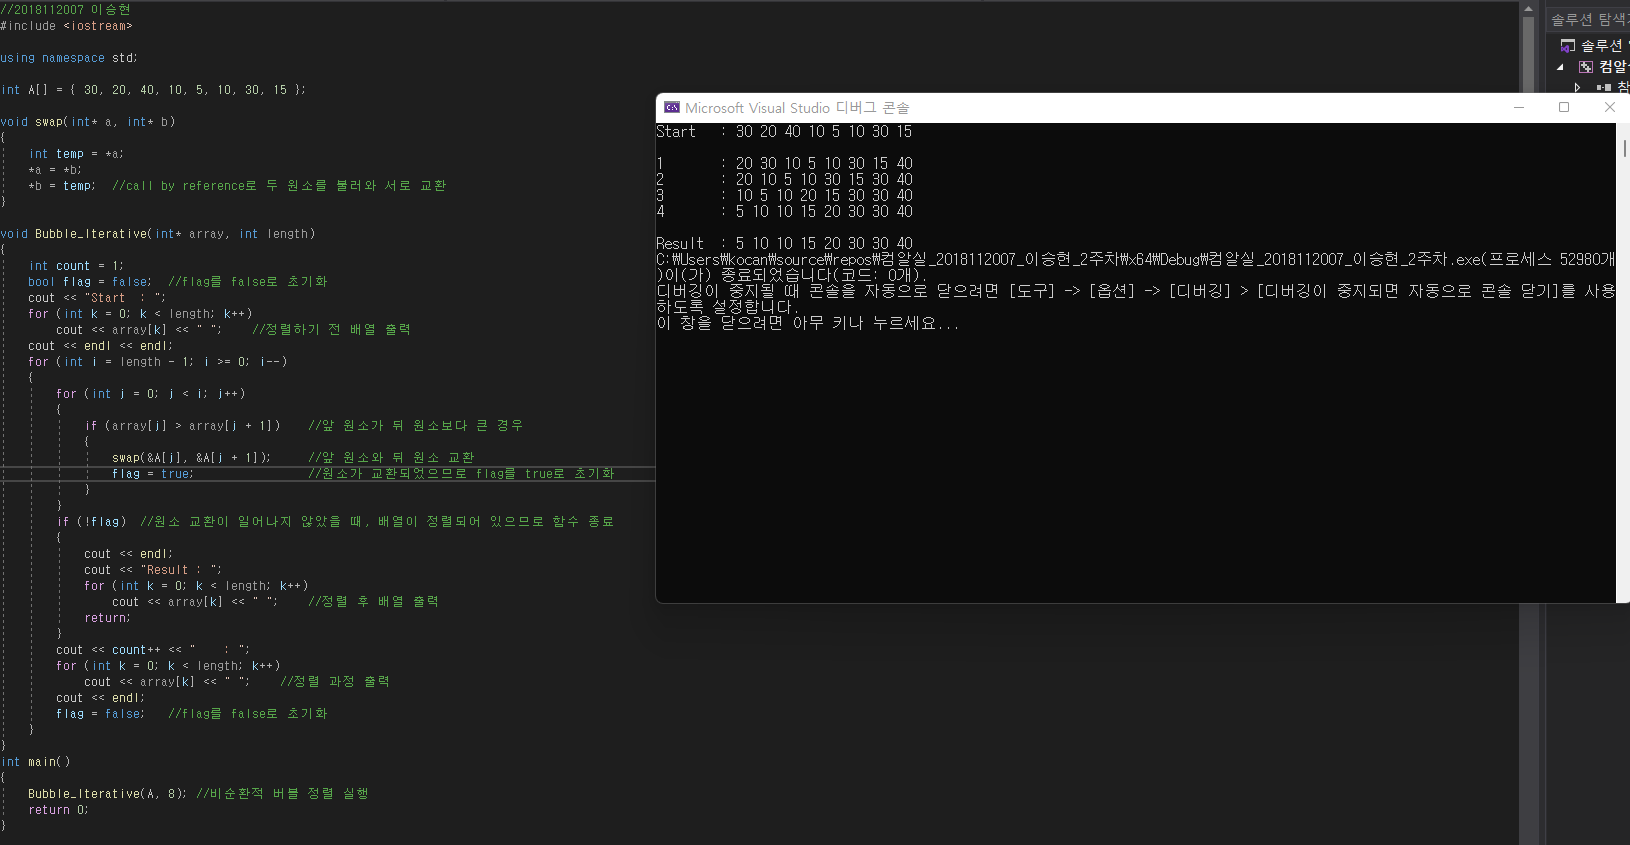 //2018112007 이승현
#include <iostream>
using namespace std;
int A[] = { 30, 20, 40, 10, 5, 10, 30, 15 };
void swap(int* a, int* b)
{
int temp = *a;
*a = *b;
*b = temp;  //call by reference로 두 원소를 불러와 서로 교환
}
void Bubble_Iterative(int* array, int length)
{
int count = 1;
bool flag = false;  //flag를 false로 초기화
cout << "Start  : ";
for (int k = 0; k < length; k++)
cout << array[k] << " ";    //정렬하기 전 배열 출력
cout << endl << endl;
for (int i = length - 1; i >= 0; i--)
{
for (int j = 0; j < i; j++)
{
if (array[j] > array[j + 1])    //앞 원소가 뒤 원소보다 큰 경우
{
swap(&A[j], &A[j + 1]);     //앞 원소와 뒤 원소 교환
flag = true;                //원소가 교환되었으므로 flag를 true로 초기화
}
}
if (!flag)  //원소 교환이 일어나지 않았을 때, 배열이 정렬되어 있으므로 함수 종료
{
cout << endl;
cout << "Result : ";
for (int k = 0; k < length; k++)
cout << array[k] << " ";    //정렬 후 배열 출력
return;
}
cout << count++ << "    : ";
for (int k = 0; k < length; k++)
cout << array[k] << " ";    //정렬 과정 출력
cout << endl;
flag = false;   //flag를 false로 초기화
}
}
int main()
{
Bubble_Iterative(A, 8); //비순환적 버블 정렬 실행
return 0;
}
Microsoft Visual Studio 디버그 콘솔
Start   : 30 20 40 10 5 10 30 15
1       : 20 30 10 5 10 30 15 40
2       : 20 10 5 10 30 15 30 40
3       : 10 5 10 20 15 30 30 40
4       : 5 10 10 15 20 30 30 40
Result  : 5 10 10 15 20 30 30 40
C:₩Users₩kocan₩source₩repos₩컴알실_2018112007_이승현_2주차₩x64₩Debug₩컴알실_2018112007_이승현_2주차.exe(프로세스 52980개
)이(가) 종료되었습니다(코드: 0개).
디버깅이 중지될 때 콘솔을 자동으로 닫으려면 [도구] -> [옵션] -> [디버깅] > [디버깅이 중지되면 자동으로 콘솔 닫기]를 사용
하도록 설정합니다.
이 창을 닫으려면 아무 키나 누르세요...
솔루션 탐색
솔루션
컴알
참